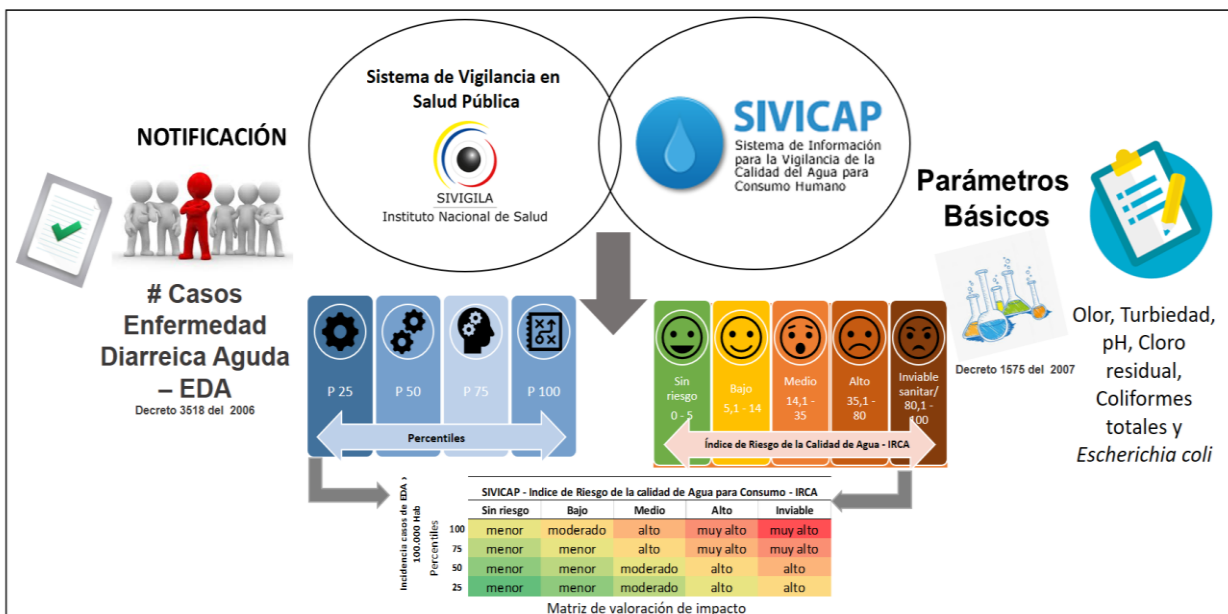 Sistema de Vigilancia en
Salud Pública
SIVIGILA
Instituto Nacional de Salud
SIVICAP
Sistema de Información
para la Vigilancia de la
Calidad del Agua para
Consumo Humano
NOTIFICACIÓN
# Casos
Enfermedad
Diarreica Aguda
– EDA
Decreto 3518 del 2006
Parámetros
Básicos
Decreto 1575 del 2007
Olor, Turbiedad,
pH, Cloro
residual,
Coliformes
totales y
Escherichia coli
P 25 P 50 P 75 P 100
Percentiles
Sin
riesgo
0 - 5
Bajo
5,1 - 14
Medio
14,1 -
35
Alto
35,1 -
80
Inviable
sanitar/
80,1 -
100
Índice de Riesgo de la Calidad de Agua - IRCA
SIVICAP - Indice de Riesgo de la calidad de Agua para Consumo - IRCA
Sin riesgo Bajo Medio Alto Inviable
Incidencia casos de EDA x
100.000 Hab
Percentiles
100 menor moderado alto muy alto muy alto
75 menor menor alto muy alto muy alto
50 menor menor moderado alto alto
25 menor menor moderado alto alto
Matriz de valoración de impacto